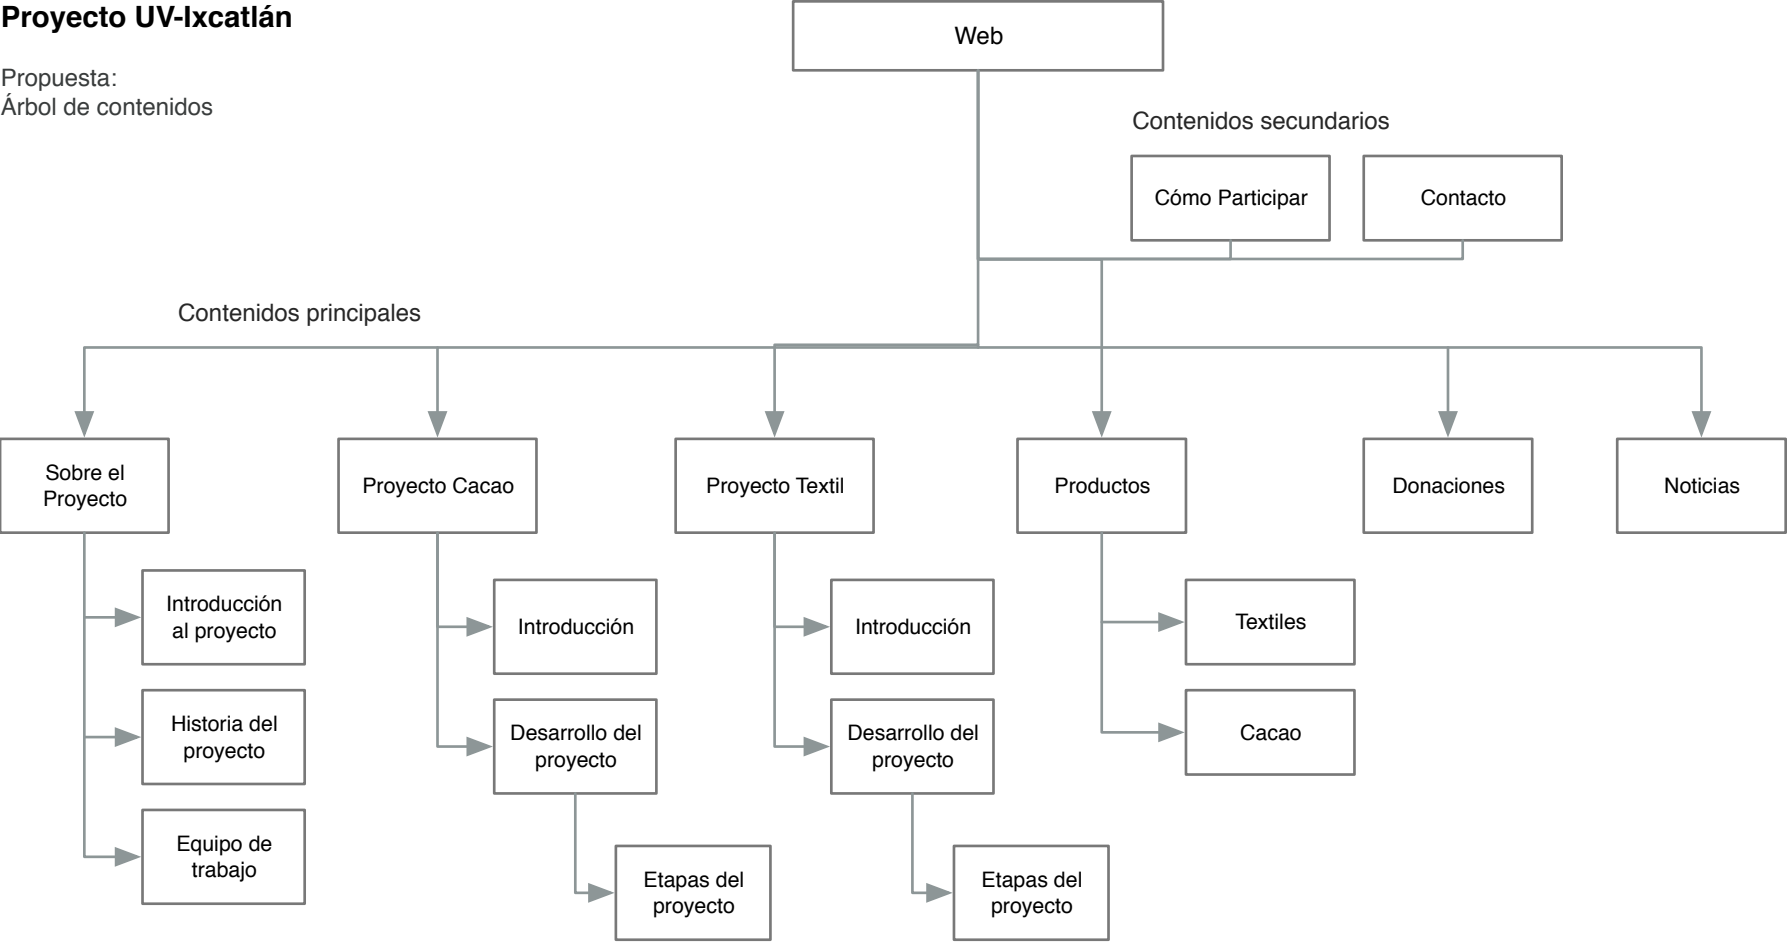 Proyecto UV-Ixcatlán
Propuesta:
Árbol de contenidos
Web
Contenidos secundarios
Cómo Participar
Contacto
Contenidos principales
Sobre el
Proyecto
Proyecto Cacao
Proyecto Textil
Productos
Donaciones
Noticias
Introducción
al proyecto
Historia del
proyecto
Equipo de
trabajo
Introducción
Desarrollo del
proyecto
Etapas del
proyecto
Introducción
Desarrollo del
proyecto
Etapas del
proyecto
Textiles
Cacao